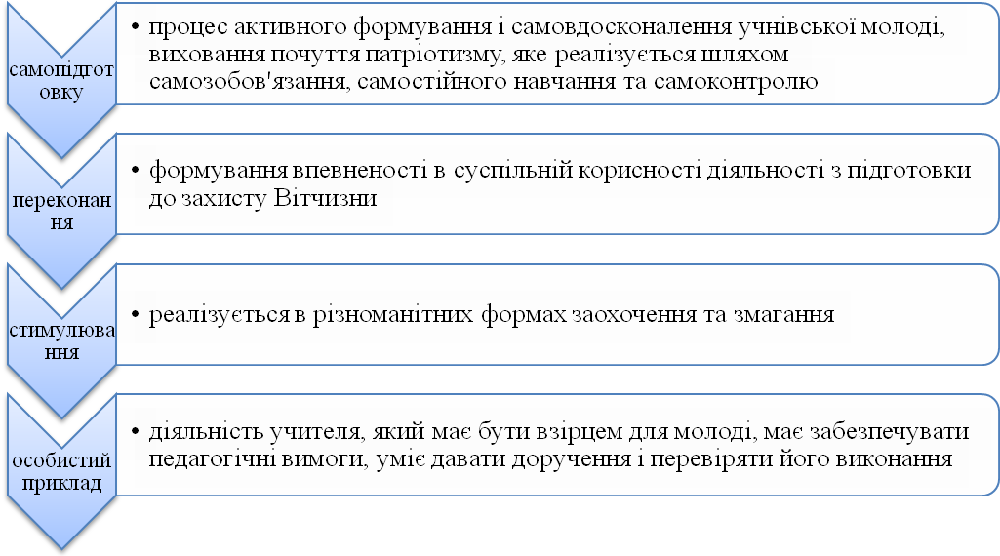 самопідгот
овку
• процес активного формування і самовдосконалення учнівської молоді,
виховання почуття патріотизму, яке реалізується шляхом
самозобов'язання, самостійного навчання та самоконтролю
переконан
ня
• формування впевненості в суспільній корисності діяльності з підготовки
до захисту Вітчизни
стимулюва
ння
• реалізується в різноманітних формах заохочення та змагання
особистий
приклад
• діяльність учителя, який має бути взірцем для молоді, має забезпечувати
педагогічні вимоги, уміє давати доручення і перевіряти його виконання